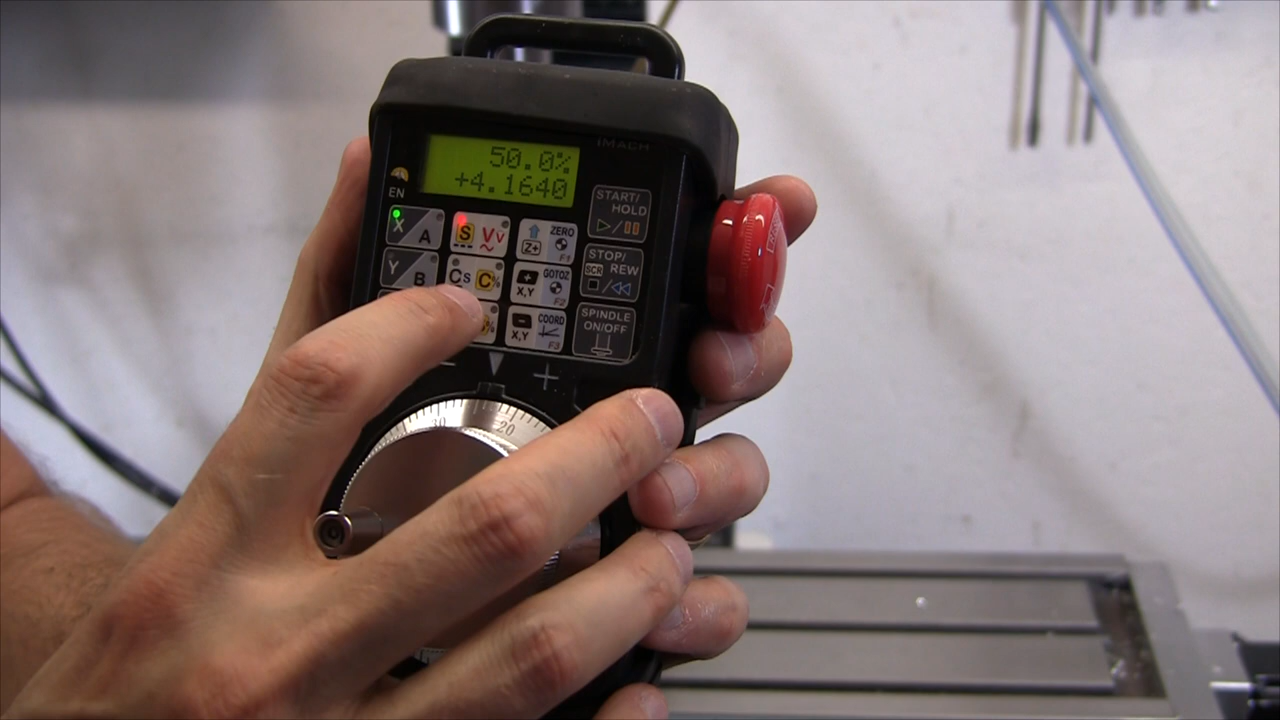 IMACH
50.0%
+4.1640
EN
X A
S Vv
Z+ ZERO F1
START/
HOLD
Y B
Cs C%
X,Y GOTOZ F2
STOP/
REW
SCR
%
X,Y COORD F3
SPINDLE
ON/OFF
- +
30 20